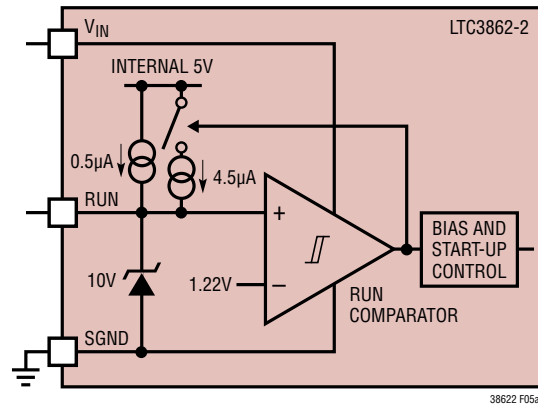 V_IN
LTC3862-2
INTERNAL 5V
0.5µA
4.5µA
RUN
+
10V
1.22V
–
BIAS AND
START-UP
CONTROL
RUN
COMPARATOR
SGND
38622 F05a